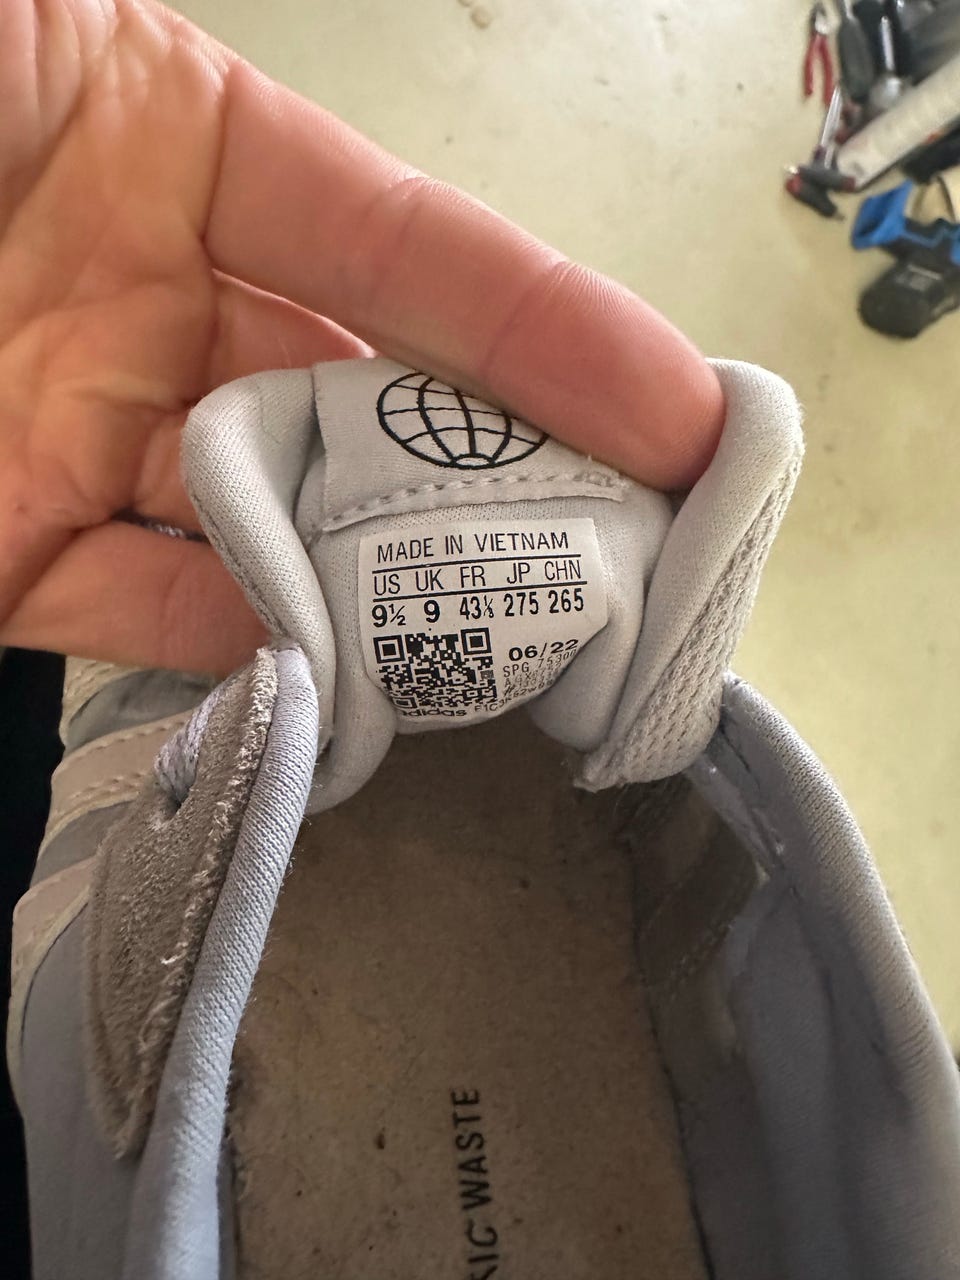 MADE IN VIETNAM
US UK FR JP CHN
9½ 9 43⅓ 275 265
06/22
SPG
adidas
WASTE